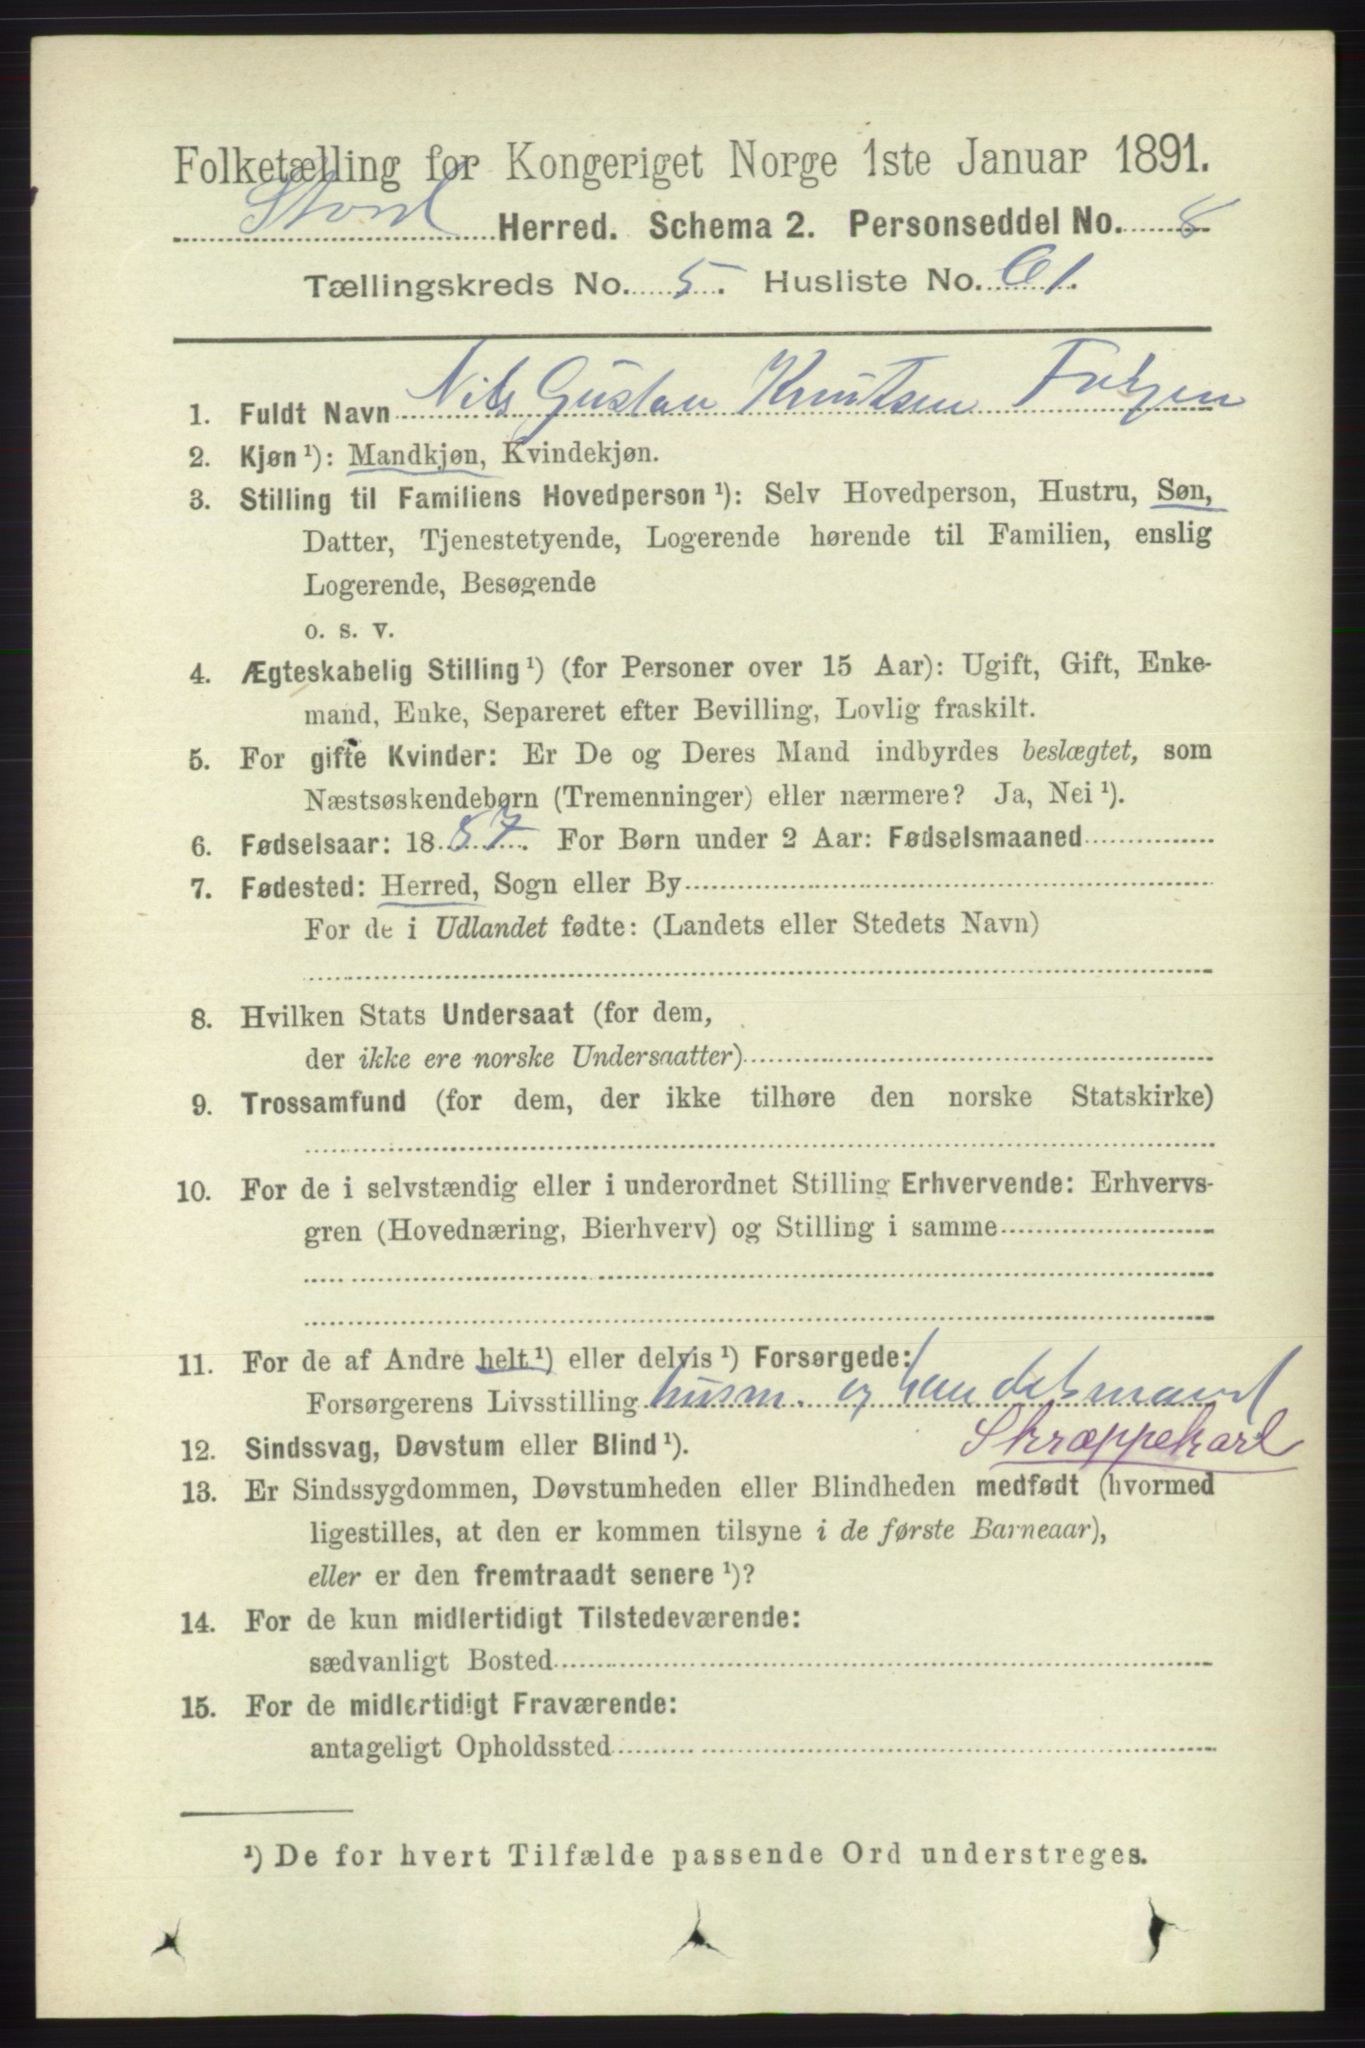 Folketælling for Kongeriget Norge 1ste Januar 1891.
Stord Herred. Schema 2. Personseddel No. 8
Tællingskreds No. 5. Husliste No. 61.
1. Fuldt Navn Nils Gustav Knutsen
2. Kjøn ¹): Mandkjøn, Kvindekjøn.
3. Stilling til Familiens Hovedperson ¹): Selv Hovedperson, Hustru, Søn,
Datter, Tjenestetyende, Logerende hørende til Familien, enslig
Logerende, Besøgende
o. s. v.
4. Ægteskabelig Stilling ¹) (for Personer over 15 Aar): Ugift, Gift, Enke-
mand, Enke, Separeret efter Bevilling, Lovlig fraskilt.
5. For gifte Kvinder: Er De og Deres Mand indbyrdes beslægtet, som
Næstsøskendebørn (Tremenninger) eller nærmere? Ja, Nei ¹).
6. Fødselsaar: 1887. For Børn under 2 Aar: Fødselsmaaned
7. Fødested: Herred, Sogn eller By
For de i Udlandet fødte: (Landets eller Stedets Navn)
8. Hvilken Stats Undersaat (for dem,
der ikke ere norske Undersaatter)
9. Trossamfund (for dem, der ikke tilhøre den norske Statskirke)
10. For de i selvstændig eller i underordnet Stilling Erhvervende: Erhvervs-
gren (Hovednæring, Bierhverv) og Stilling i samme
11. For de af Andre helt ¹) eller delvis ¹) Forsørgede:
Forsørgerens Livsstilling husm. og handelsmand
Skræppekarl
12. Sindssvag, Døvstum eller Blind ¹).
13. Er Sindssygdommen, Døvstumheden eller Blindheden medfødt (hvormed
ligestilles, at den er kommen tilsyne i de første Barneaar),
eller er den fremtraadt senere ¹)?
14. For de kun midlertidigt Tilstedeværende:
sædvanligt Bosted
15. For de midlertidigt Fraværende:
antageligt Opholdssted
¹) De for hvert Tilfælde passende Ord understreges.